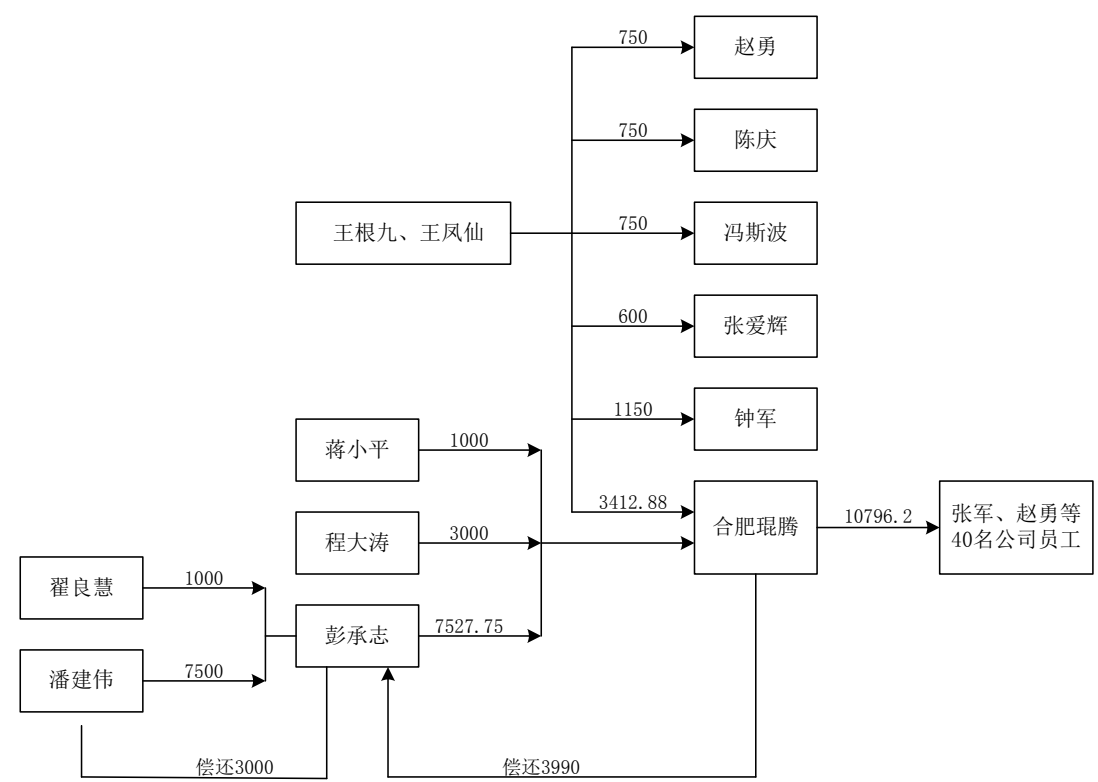 750
赵勇
750
陈庆
王根九、王凤仙
750
冯斯波
600
张爱辉
1150
钟军
蒋小平
1000
3412.88
合肥琨腾
10796.2
张军、赵勇等
40名公司员工
程大涛
3000
翟良慧
1000
彭承志
7527.75
潘建伟
7500
偿还3000
偿还3990